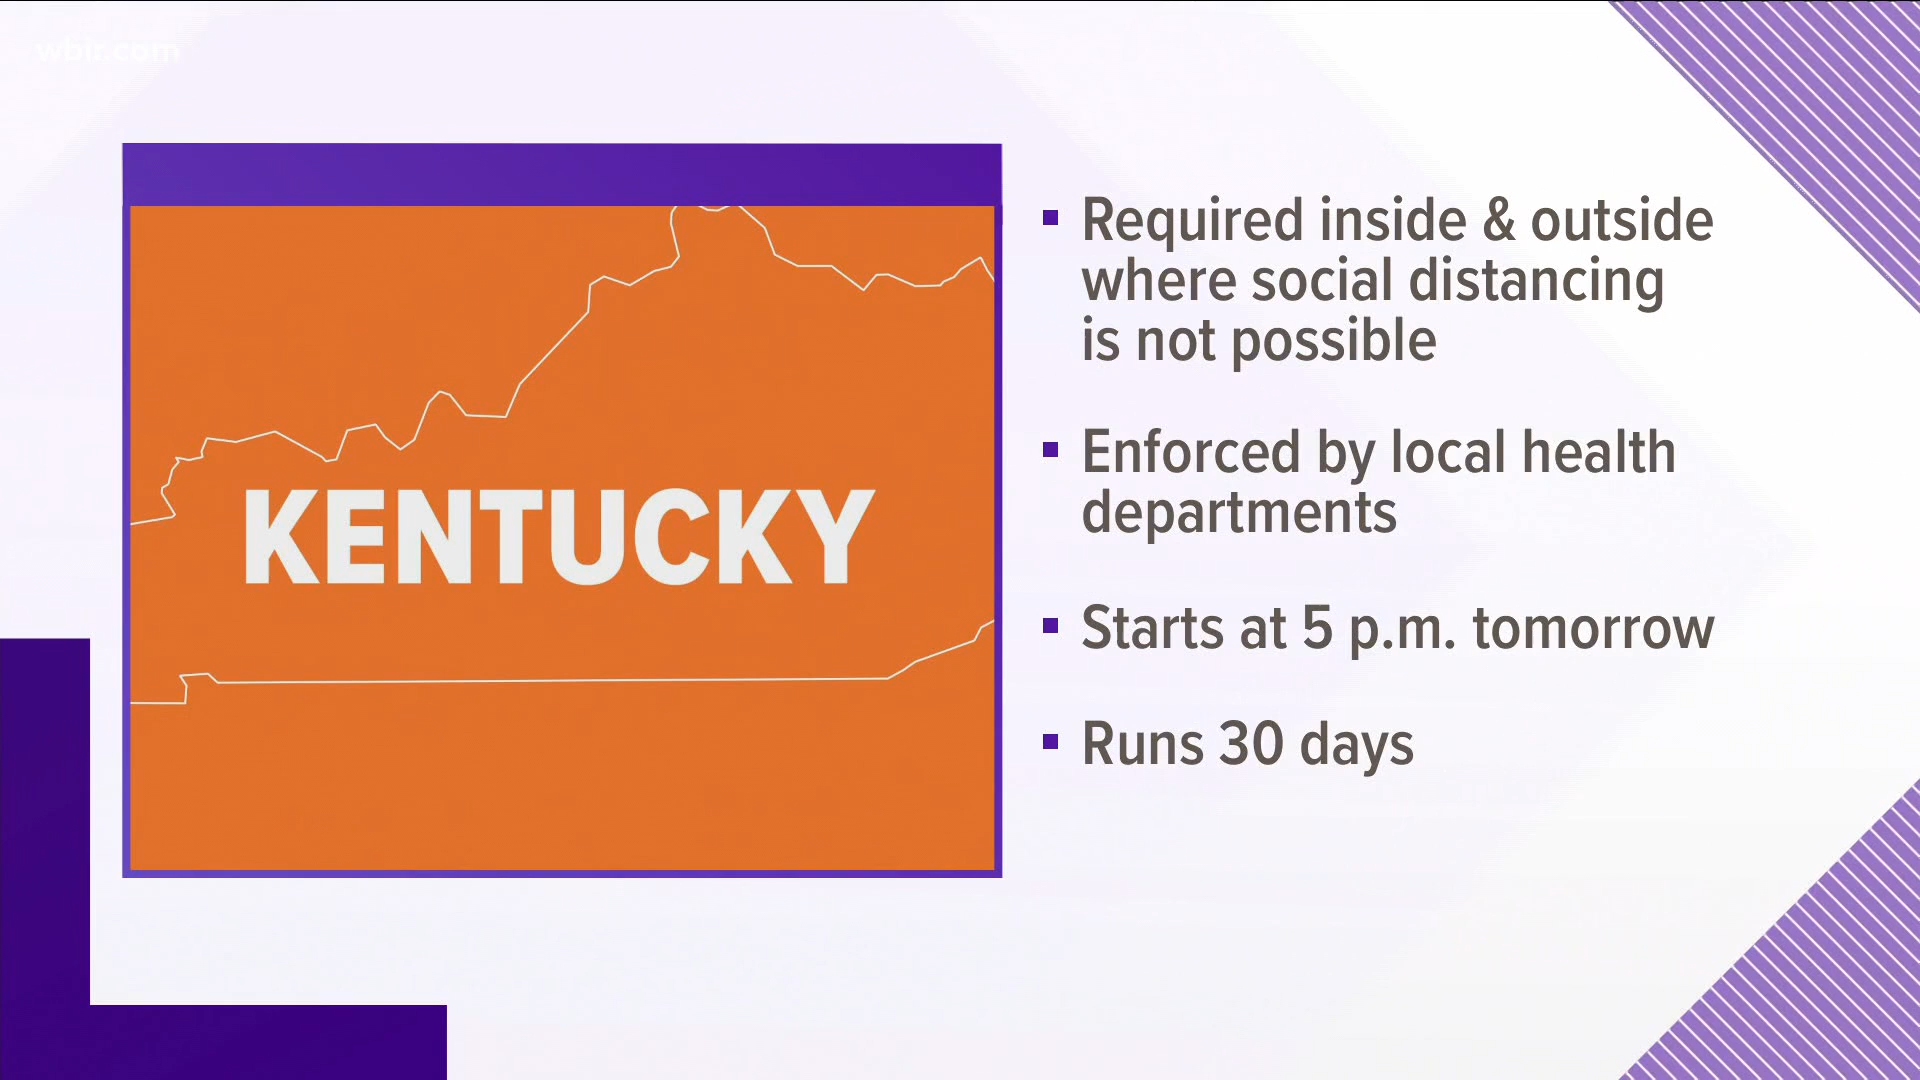 wbir.com
KENTUCKY
Required inside & outside
where social distancing
is not possible
Enforced by local health
departments
Starts at 5 p.m. tomorrow
Runs 30 days